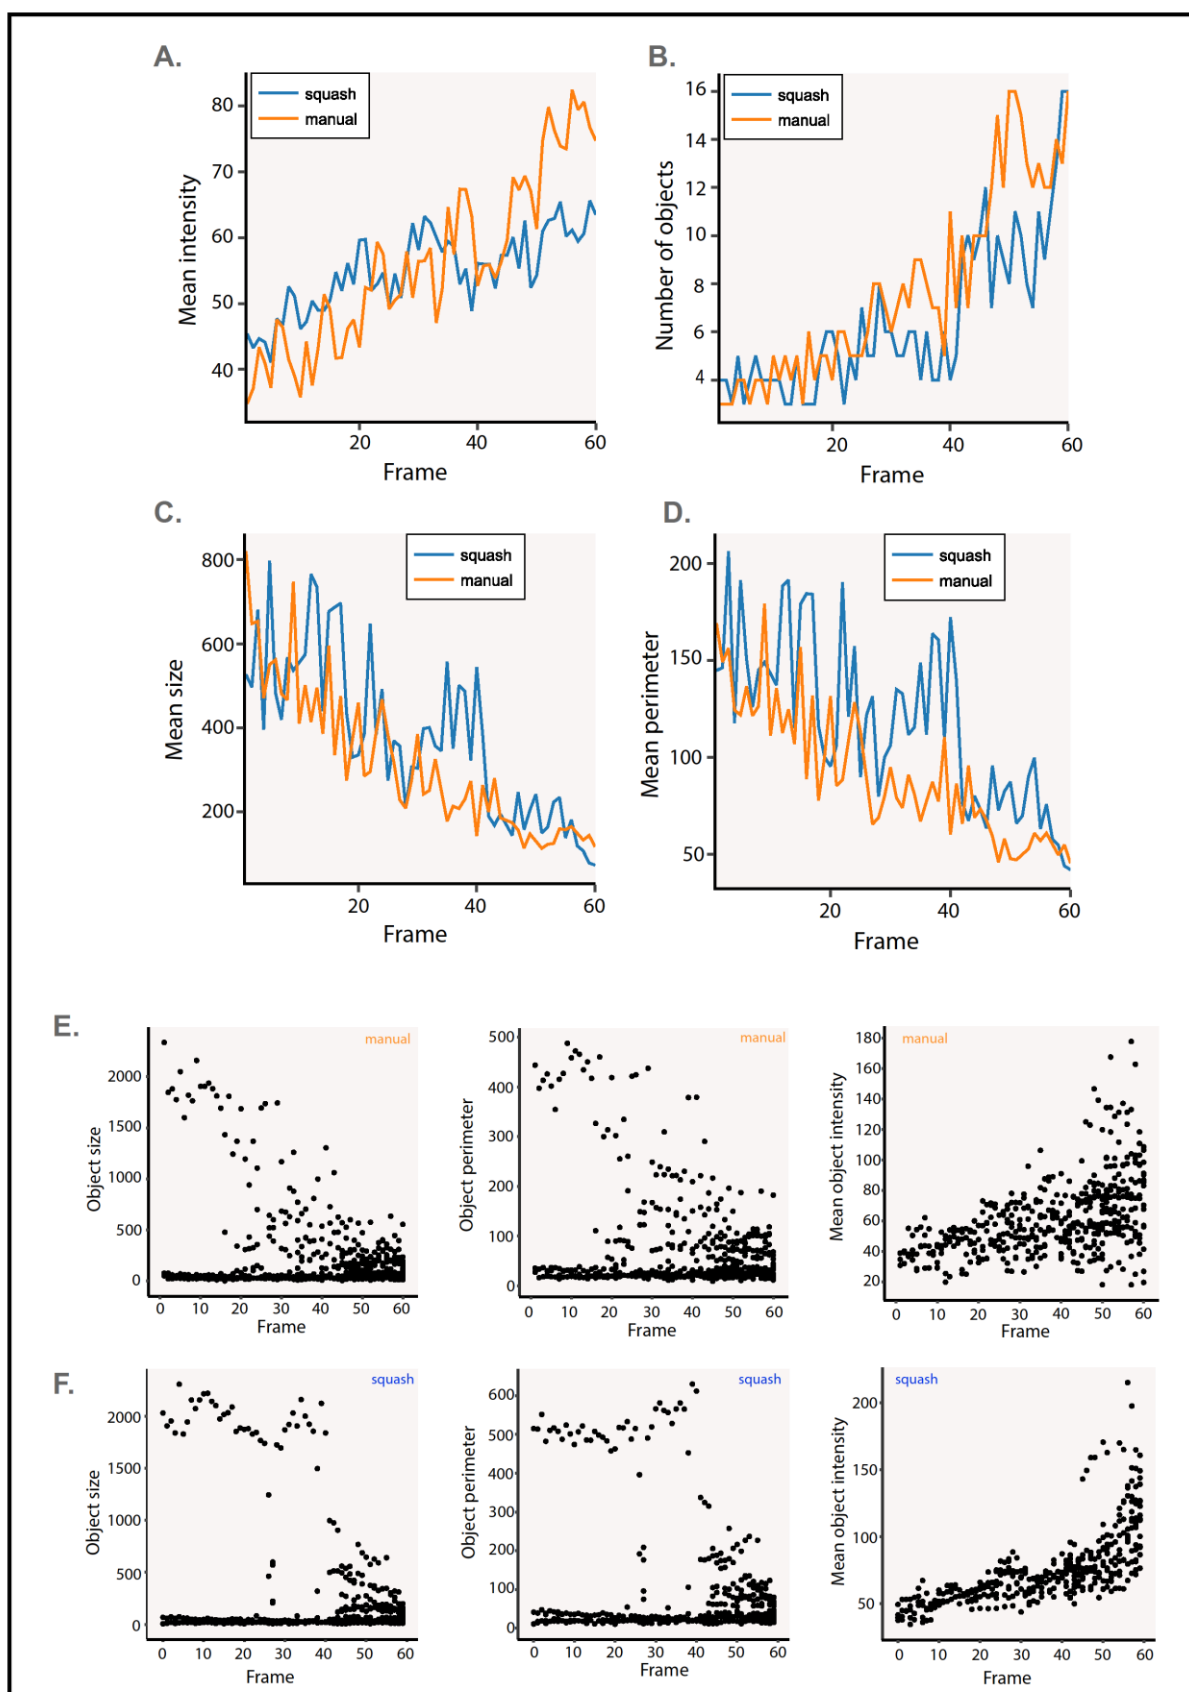 A.
squash
manual
80
70
60
50
40
Mean intensity
20
40
60
Frame
B.
squash
manual
16
14
12
10
8
6
4
Number of objects
20
40
60
Frame
C.
squash
manual
800
600
400
200
Mean size
20
40
60
Frame
D.
squash
manual
200
150
100
50
Mean perimeter
20
40
60
Frame
E.
manual
2000
1500
1000
500
0
Object size
0 10 20 30 40 50 60
Frame
manual
500
400
300
200
100
0
Object perimeter
0 10 20 30 40 50 60
Frame
manual
180
160
140
120
100
80
60
40
20
Mean object intensity
0 10 20 30 40 50 60
Frame
F.
squash
2000
1500
1000
500
0
Object size
0 10 20 30 40 50 60
Frame
squash
600
500
400
300
200
100
0
Object perimeter
0 10 20 30 40 50 60
Frame
squash
200
150
100
50
Mean object intensity
0 10 20 30 40 50 60
Frame